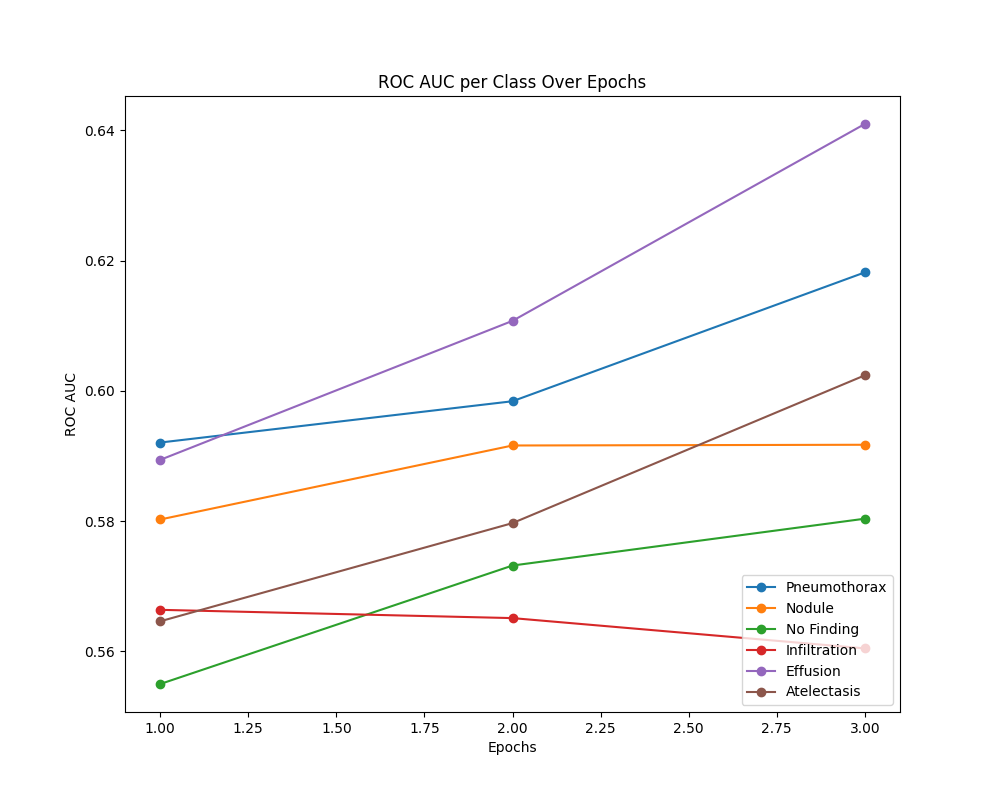 ROC AUC per Class Over Epochs
ROC AUC
0.64
0.62
0.60
0.58
0.56
Pneumothorax
Nodule
No Finding
Infiltration
Effusion
Atelectasis
1.00 1.25 1.50 1.75 2.00 2.25 2.50 2.75 3.00
Epochs